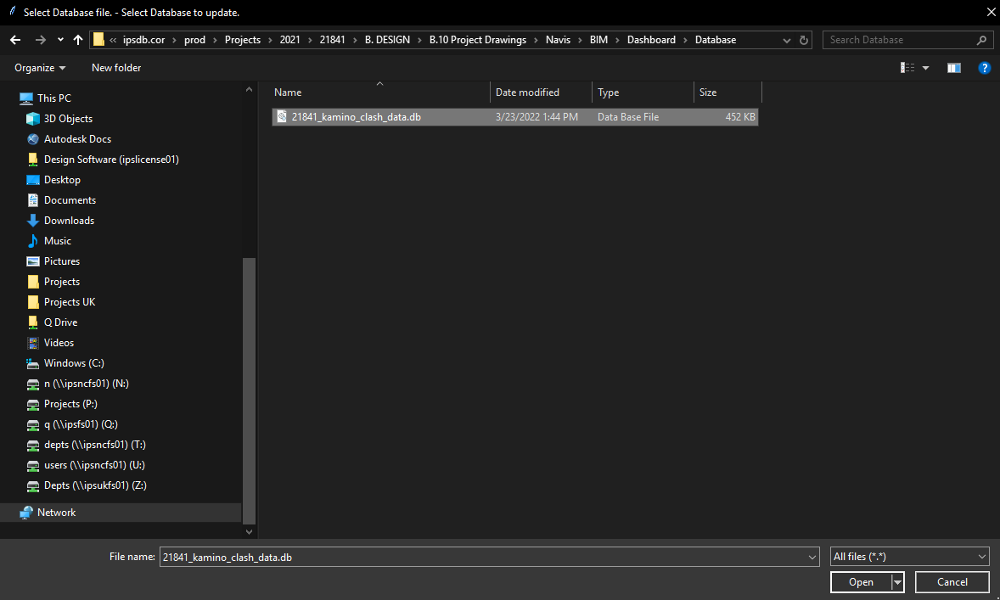 Select Database file. - Select Database to update.
ipsdb.cor > prod > Projects > 2021 > 21841 > B. DESIGN > B.10 Project Drawings > Navis > BIM > Dashboard > Database
Search Database
Organize
New folder
This PC
3D Objects
Autodesk Docs
Design Software (ipslicense01)
Desktop
Documents
Downloads
Music
Pictures
Projects
Projects UK
Q Drive
Videos
Windows (C:)
n (\\ipsncfs01) (N:)
Projects (P:)
q (\\ipsfs01) (Q:)
depts (\\ipsncfs01) (T:)
users (\\ipsncfs01) (U:)
Depts (\\ipsukfs01) (Z:)
Network
Name Date modified Type Size
21841_kamino_clash_data.db 3/23/2022 1:44 PM Data Base File 452 KB
File name: 21841_kamino_clash_data.db
All files (*.*)
Open
Cancel